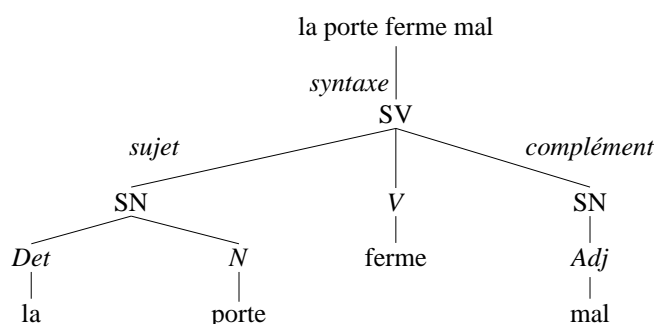 la porte ferme mal
syntaxe
SV
sujet
complément
SN
V
SN
Det
N
ferme
Adj
la
porte
mal